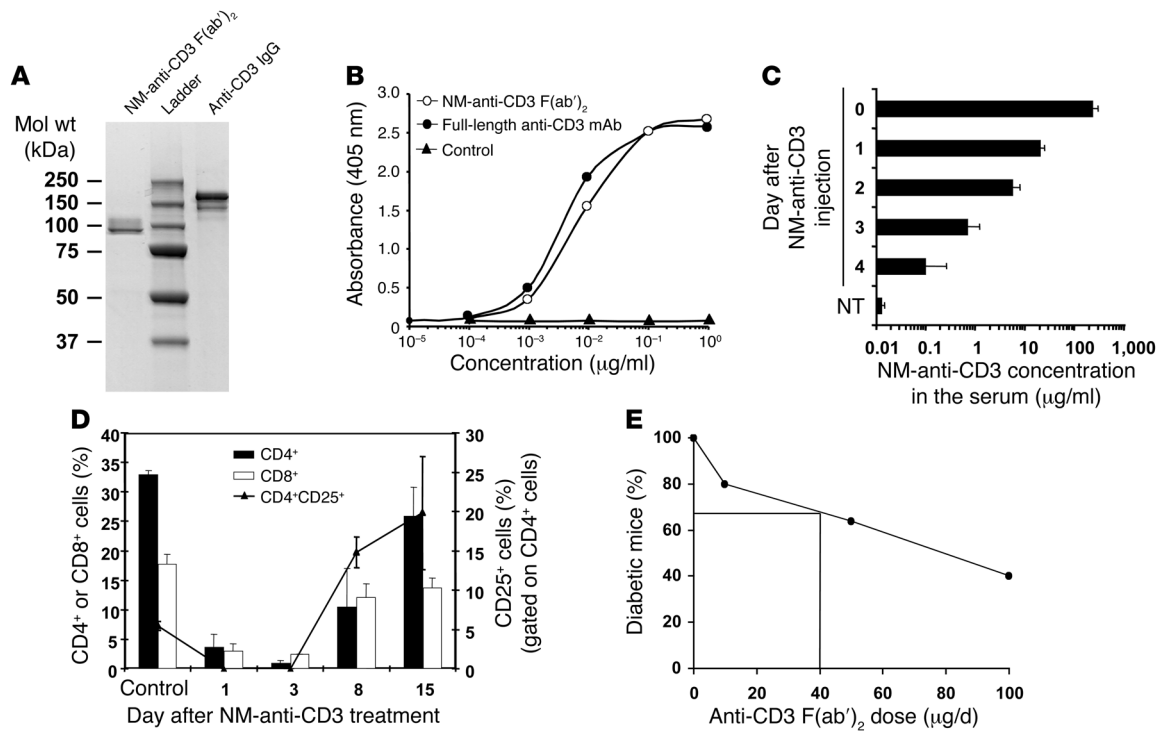 A
NM-anti-CD3 F(ab′)₂
Ladder
Anti-CD3 IgG
Mol wt
(kDa)
250
150
100
75
50
37
B
3.0
2.5
2.0
1.5
1.0
0.5
0
Absorbance (405 nm)
NM-anti-CD3 F(ab′)₂
Full-length anti-CD3 mAb
Control
10⁻⁵ 10⁻⁴ 10⁻³ 10⁻² 10⁻¹ 10⁰
Concentration (μg/ml)
C
Day after
NM-anti-CD3
injection
0
1
2
3
4
NT
0.01 0.1 1 10 100 1,000
NM-anti-CD3 concentration
in the serum (μg/ml)
D
CD4⁺ or CD8⁺ cells (%)
40
35
30
25
20
15
10
5
0
CD4⁺
CD8⁺
CD4⁺CD25⁺
30
25
20
15
10
5
0
CD25⁺ cells (%)
(gated on CD4⁺ cells)
Control 1 3 8 15
Day after NM-anti-CD3 treatment
E
Diabetic mice (%)
100
80
60
40
20
0
0 20 40 60 80 100
Anti-CD3 F(ab′)₂ dose (μg/d)